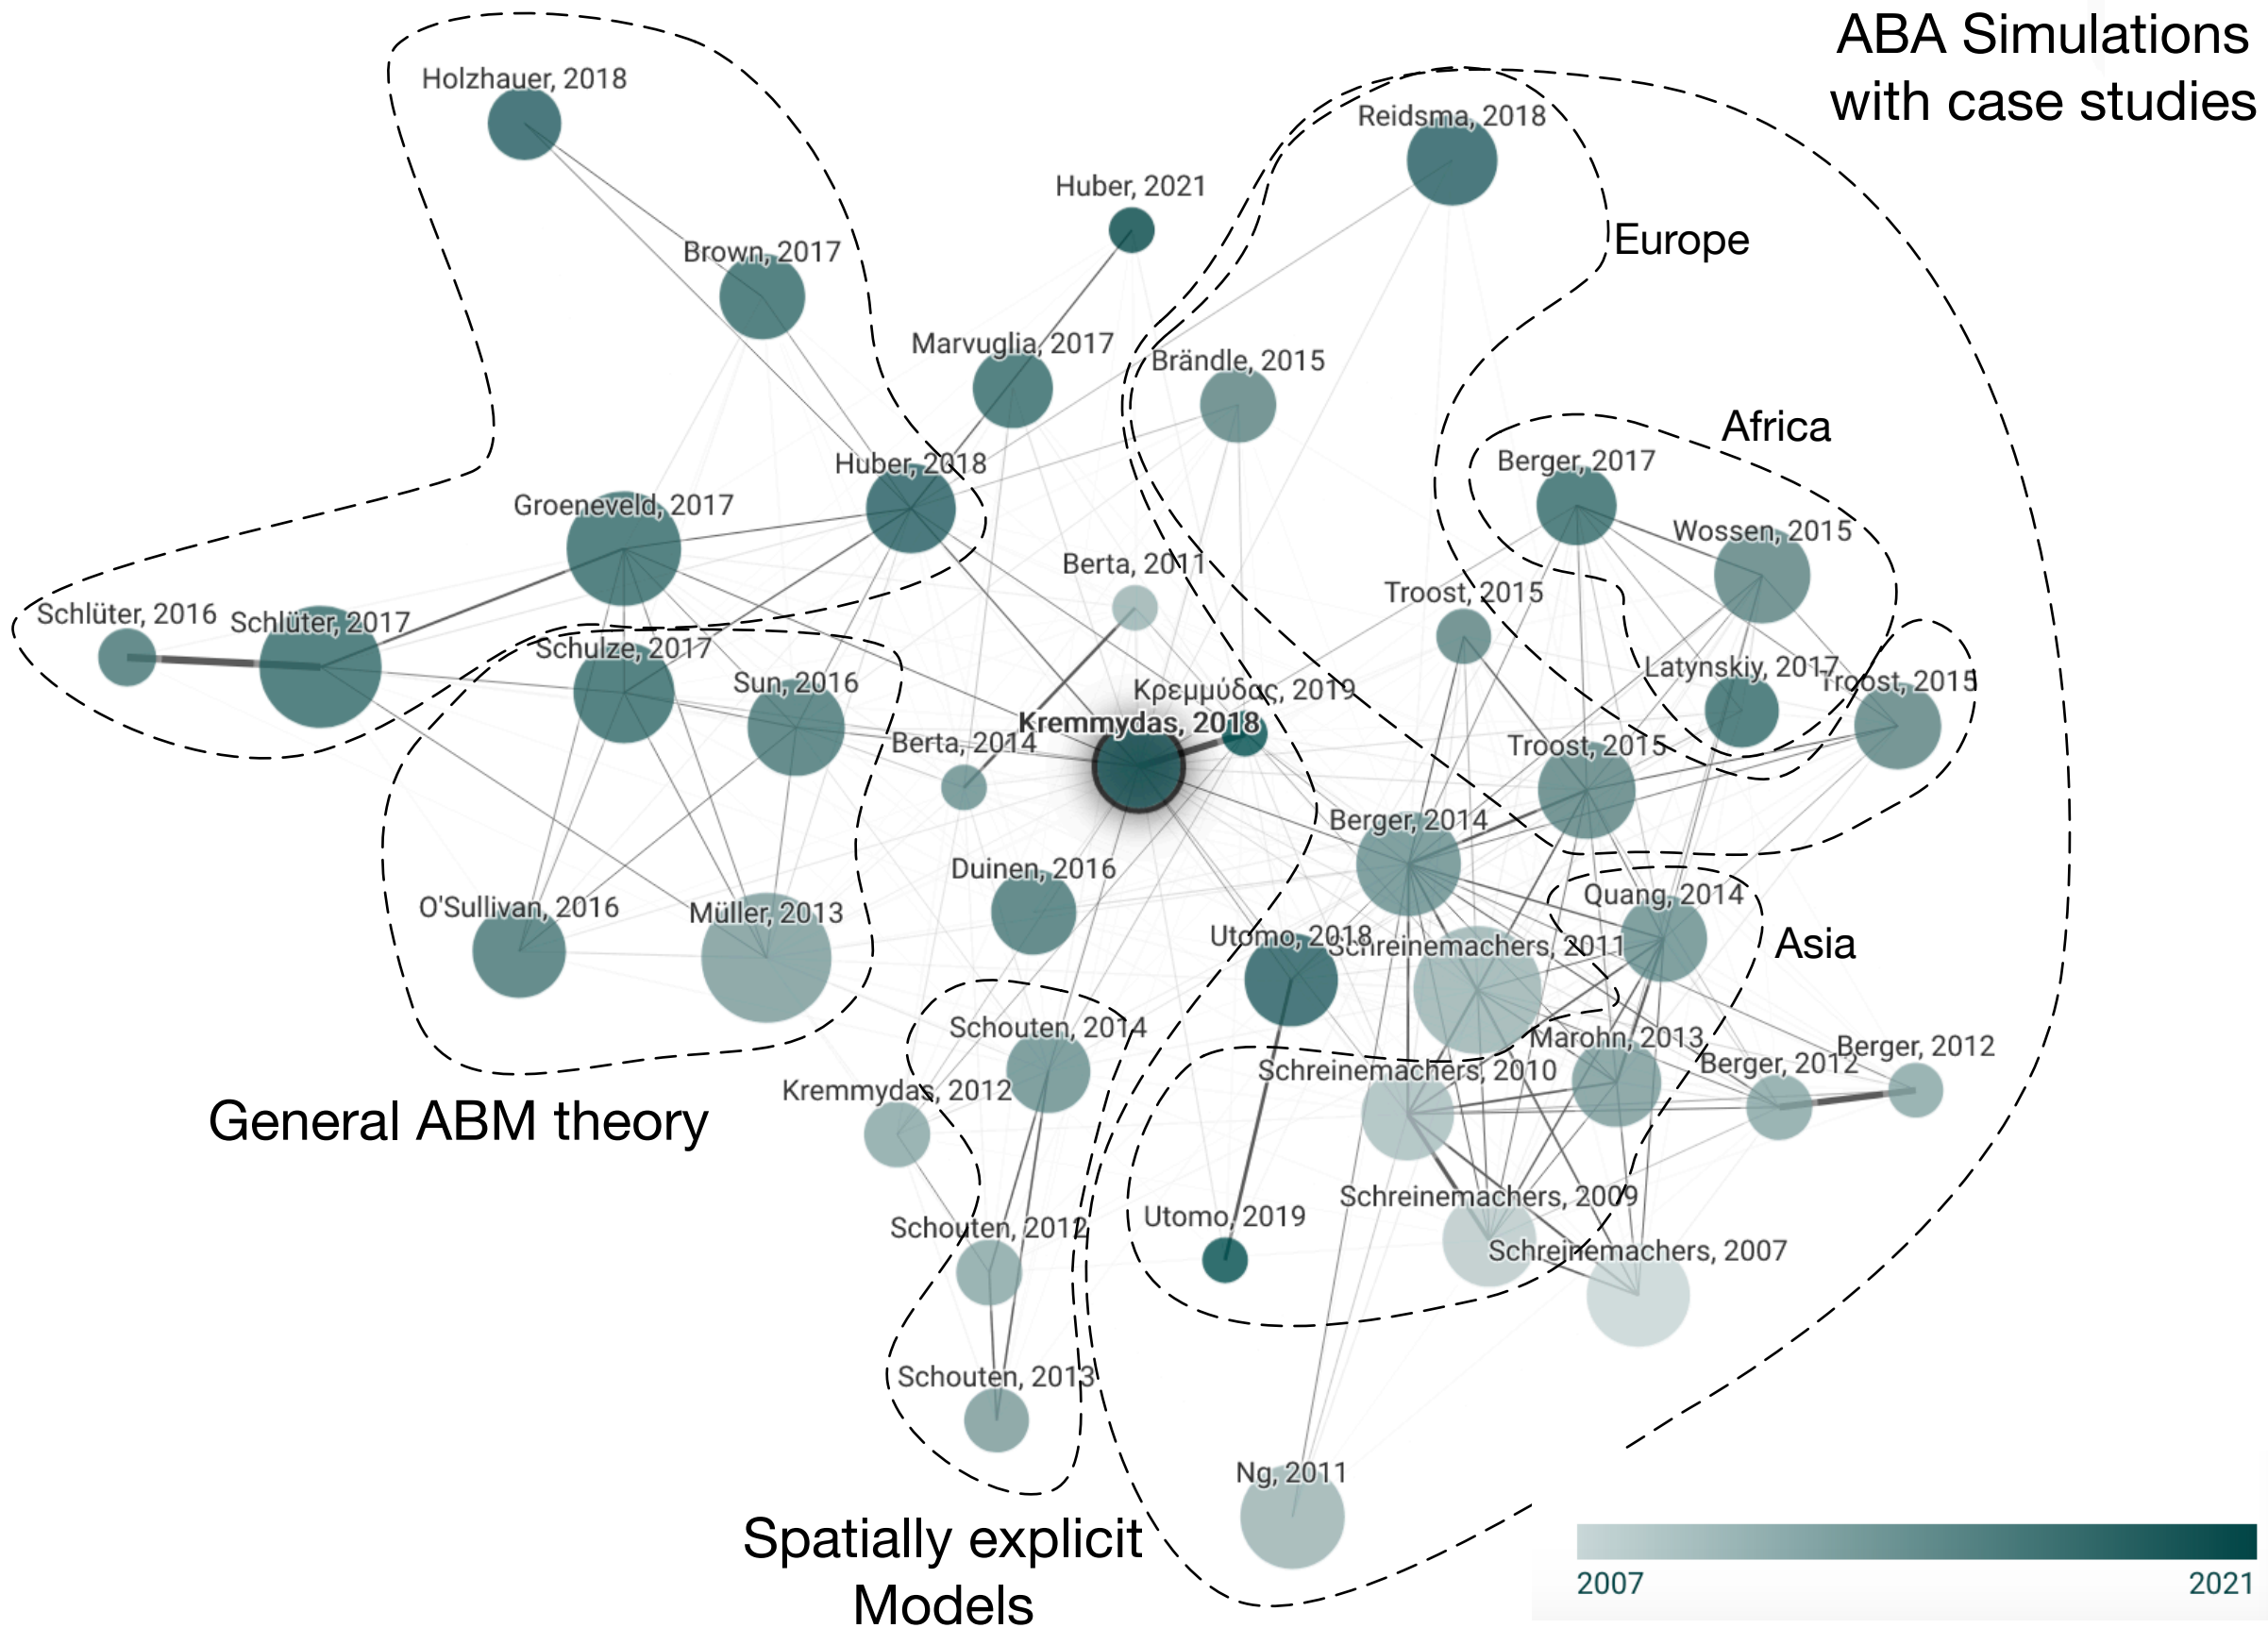 ABA Simulations
with case studies
Holzhauer, 2018
Reidsma, 2018
Huber, 2021
Europe
Brown, 2017
Marvuglia, 2017
Brändle, 2015
Africa
Berger, 2017
Huber, 2018
Groeneveld, 2017
Wossen, 2015
Berta, 2011
Troost, 2015
Schlüter, 2016
Schlüter, 2017
Schulze, 2017
Latynskiy, 2017
Troost, 2015
Sun, 2016
Κρεμμύδας, 2019
Kremmydas, 2018
Berta, 2014
Troost, 2015
Berger, 2014
Duinen, 2016
Quang, 2014
O'Sullivan, 2016
Müller, 2013
Utomo, 2018
Schreinemachers, 2011
Asia
Schouten, 2014
Marohn, 2013
Berger, 2012
Berger, 2012
Schreinemachers, 2010
Kremmydas, 2012
General ABM theory
Schreinemachers, 2009
Utomo, 2019
Schouten, 2012
Schreinemachers, 2007
Schouten, 2013
Ng, 2011
Spatially explicit
Models
2007
2021